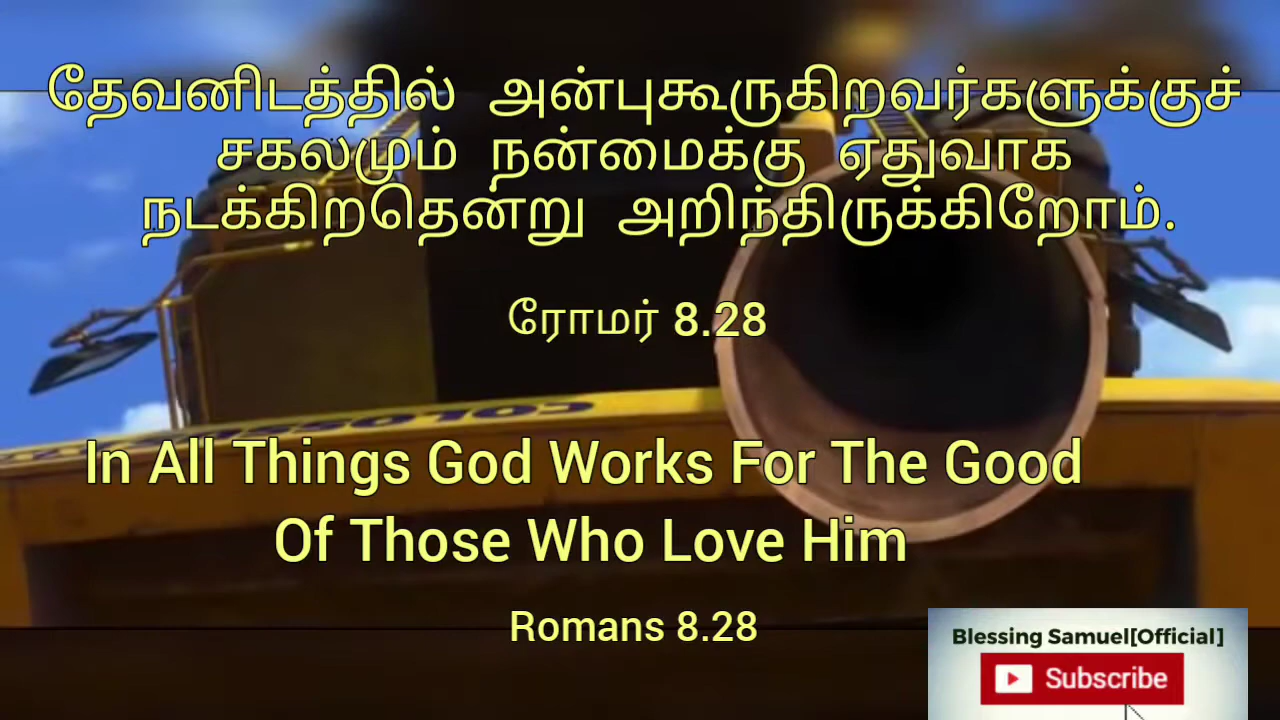 தேவனிடத்தில் அன்புகூருகிறவர்களுக்குச்
சகலமும் நன்மைக்கு ஏதுவாக
நடக்கிறதென்று அறிந்திருக்கிறோம்.
ரோமர் 8.28
In All Things God Works For The Good
Of Those Who Love Him
Romans 8.28
Blessing Samuel[Official]
Subscribe